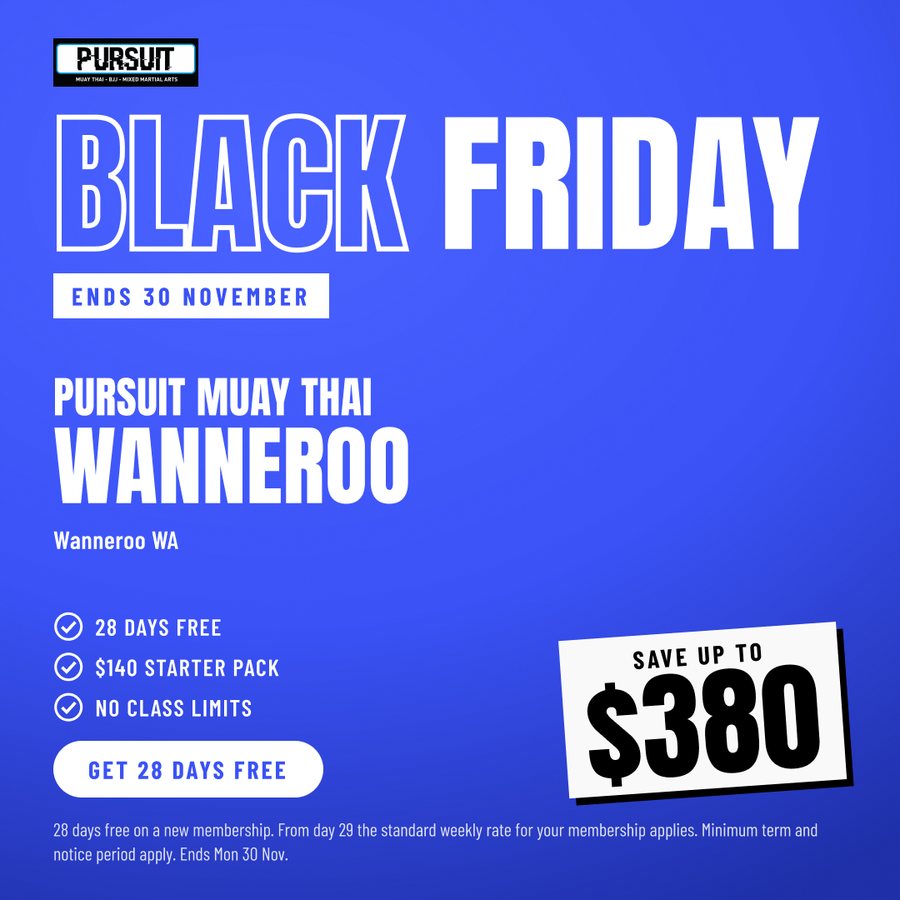 PURSUIT
MUAY THAI • BJJ • MIXED MARTIAL ARTS
BLACK FRIDAY
ENDS 30 NOVEMBER
PURSUIT MUAY THAI
WANNEROO
Wanneroo WA
28 DAYS FREE
$140 STARTER PACK
NO CLASS LIMITS
GET 28 DAYS FREE
SAVE UP TO
$380
28 days free on a new membership. From day 29 the standard weekly rate for your membership applies. Minimum term and
notice period apply. Ends Mon 30 Nov.